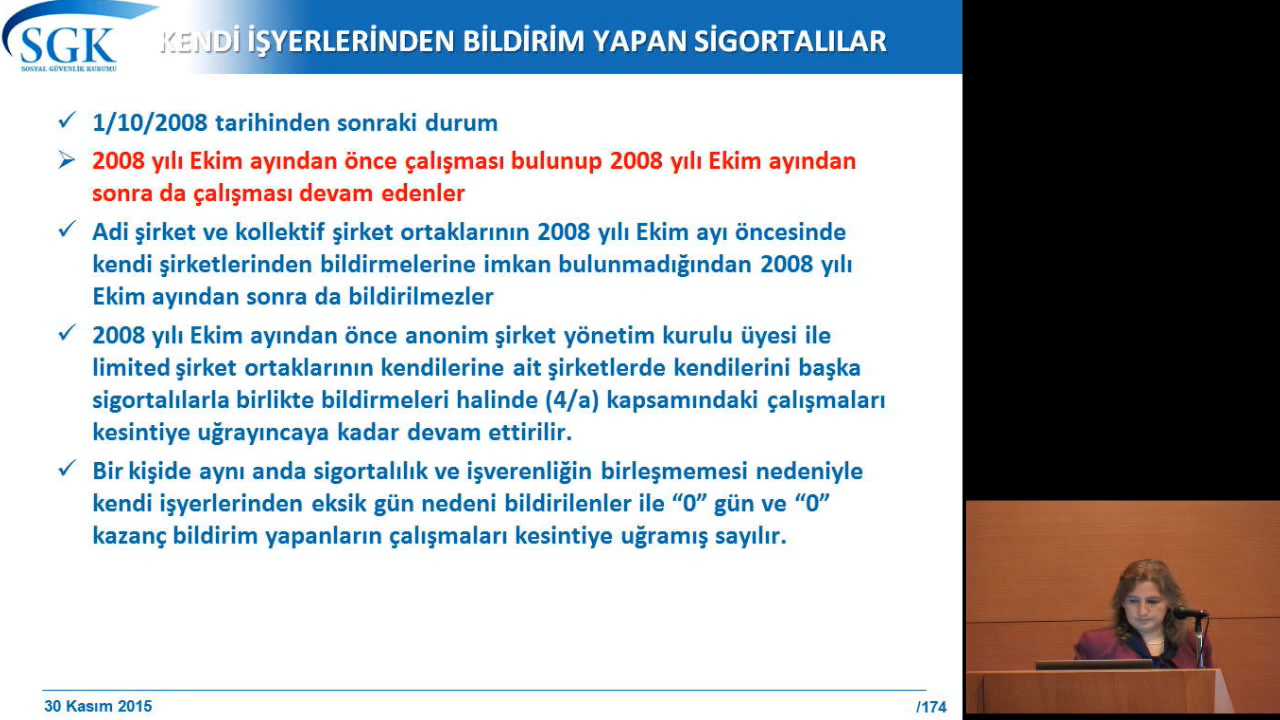 SGK
SOSYAL GÜVENLİK KURUMU
KENDİ İŞYERLERİNDEN BİLDİRİM YAPAN SİGORTALILAR
✓ 1/10/2008 tarihinden sonraki durum
➢ 2008 yılı Ekim ayından önce çalışması bulunup 2008 yılı Ekim ayından
sonra da çalışması devam edenler
✓ Adi şirket ve kollektif şirket ortaklarının 2008 yılı Ekim ayı öncesinde
kendi şirketlerinden bildirmelerine imkan bulunmadığından 2008 yılı
Ekim ayından sonra da bildirilmezler
✓ 2008 yılı Ekim ayından önce anonim şirket yönetim kurulu üyesi ile
limited şirket ortaklarının kendilerine ait şirketlerde kendilerini başka
sigortalılarla birlikte bildirmeleri halinde (4/a) kapsamındaki çalışmaları
kesintiye uğrayıncaya kadar devam ettirilir.
✓ Bir kişide aynı anda sigortalılık ve işverenliğin birleşmemesi nedeniyle
kendi işyerlerinden eksik gün nedeni bildirilenler ile “0” gün ve “0”
kazanç bildirim yapanların çalışmaları kesintiye uğramış sayılır.
30 Kasım 2015
/174